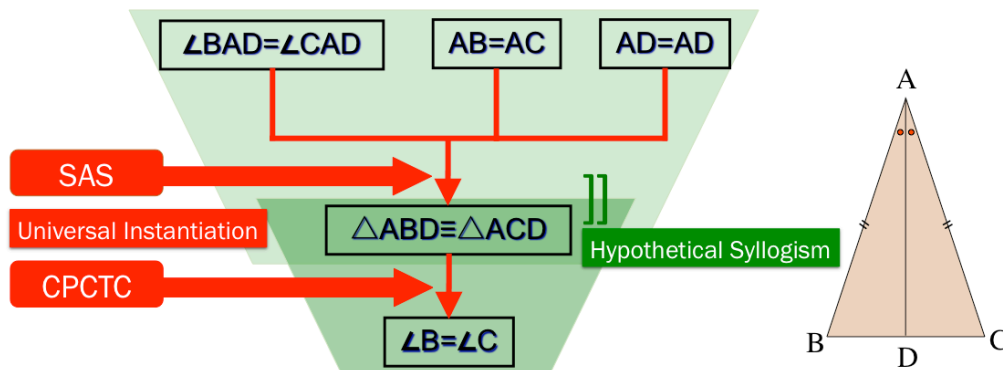 ∠BAD=∠CAD
AB=AC
AD=AD
SAS
Universal Instantiation
△ABD≡△ACD
]]
Hypothetical Syllogism
CPCTC
∠B=∠C
A
B
D
C